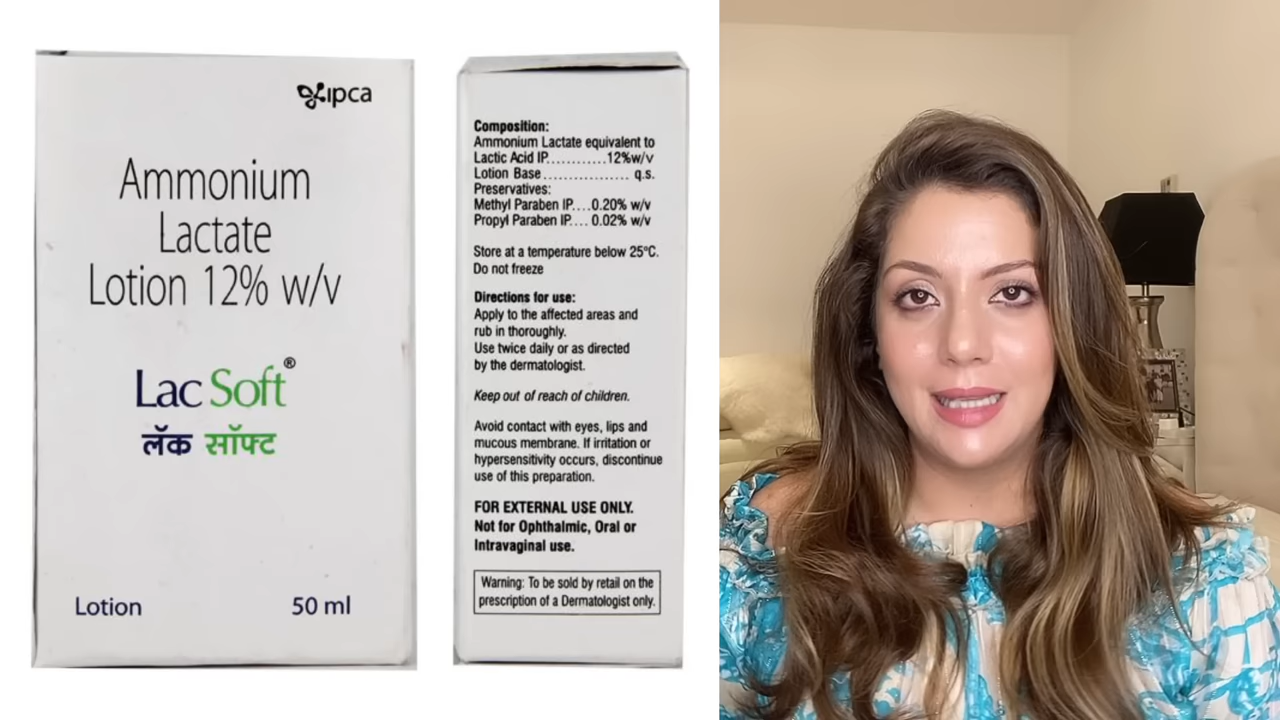 ipca
Ammonium
Lactate
Lotion 12% w/v
Lac Soft®
लॅक सॉफ्ट
Lotion 50 ml
Composition:
Ammonium Lactate equivalent to
Lactic Acid IP............12%w/v
Lotion Base................ q.s.
Preservatives:
Methyl Paraben IP....0.20% w/v
Propyl Paraben IP.... 0.02% w/v
Store at a temperature below 25°C.
Do not freeze
Directions for use:
Apply to the affected areas and
rub in thoroughly.
Use twice daily or as directed
by the dermatologist.
Keep out of reach of children.
Avoid contact with eyes, lips and
mucous membrane. If irritation or
hypersensitivity occurs, discontinue
use of this preparation.
FOR EXTERNAL USE ONLY.
Not for Ophthalmic, Oral or
Intravaginal use.
Warning: To be sold by retail on the
prescription of a Dermatologist only.